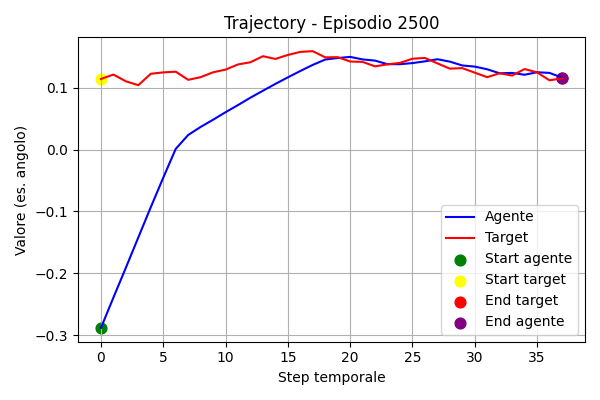 Trajectory - Episodio 2500
Valore (es. angolo)
0.1
0.0
−0.1
−0.2
−0.3
Agente
Target
Start agente
Start target
End target
End agente
0 5 10 15 20 25 30 35
Step temporale